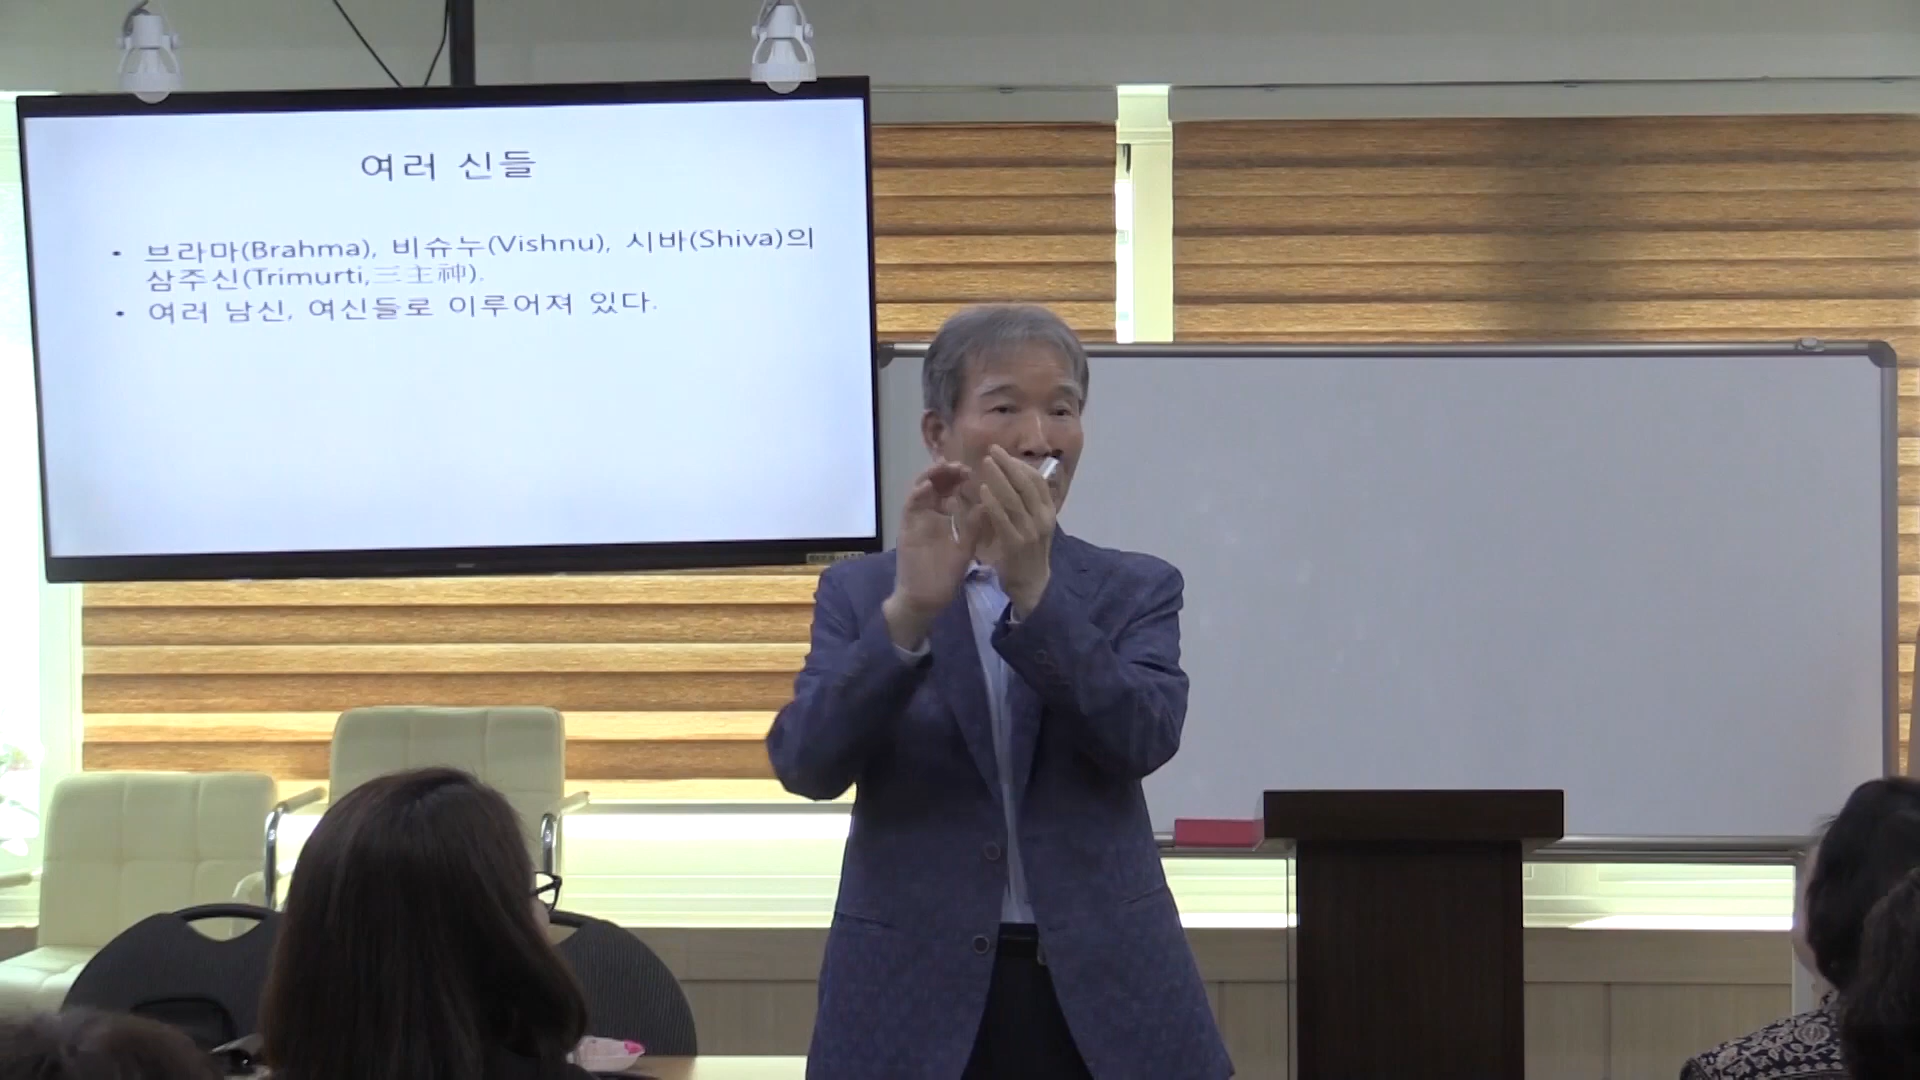 여러 신들
• 브라마(Brahma), 비슈누(Vishnu), 시바(Shiva)의
삼주신(Trimurti,三主神).
• 여러 남신, 여신들로 이루어져 있다.